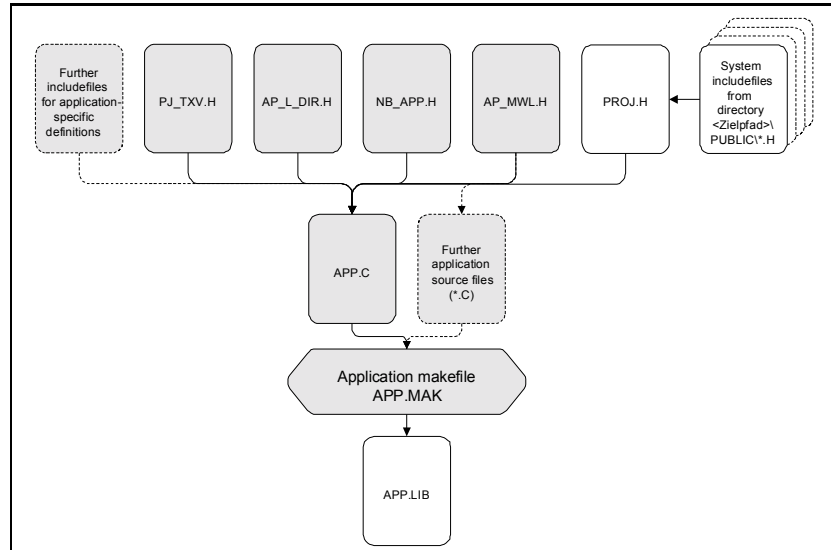 Further
includefiles
for application-
specific
definitions
PJ_TXV.H
AP_L_DIR.H
NB_APP.H
AP_MWL.H
PROJ.H
System
includefiles
from
directory
<Zielpfad>\
PUBLIC\*.H
APP.C
Further
application
source files
(*.C)
Application makefile
APP.MAK
APP.LIB